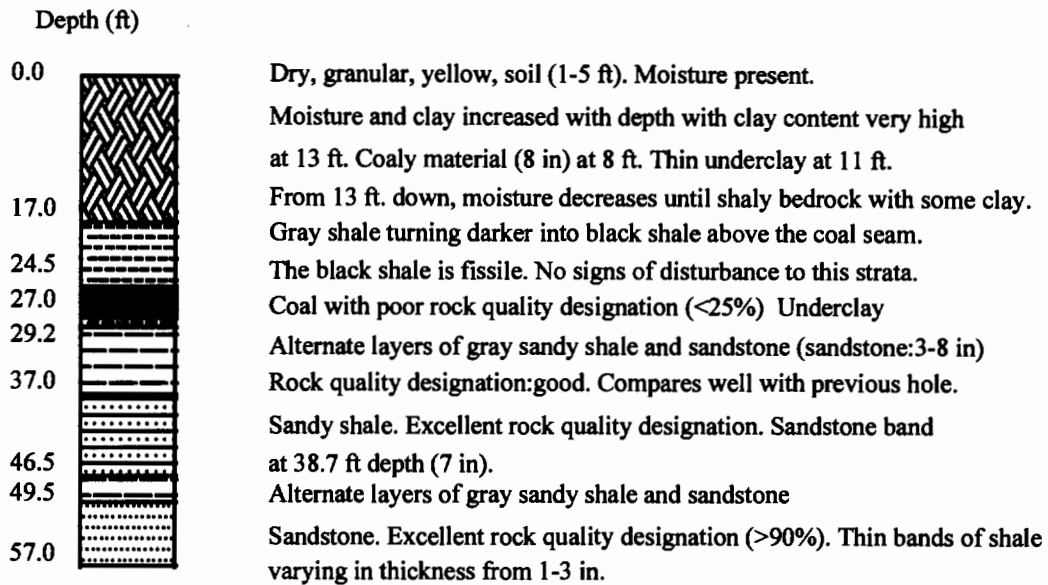 Depth (ft)
0.0 Dry, granular, yellow, soil (1-5 ft). Moisture present.
Moisture and clay increased with depth with clay content very high
at 13 ft. Coaly material (8 in) at 8 ft. Thin underclay at 11 ft.
17.0 From 13 ft. down, moisture decreases until shaly bedrock with some clay.
Gray shale turning darker into black shale above the coal seam.
24.5 The black shale is fissile. No signs of disturbance to this strata.
27.0 Coal with poor rock quality designation (<25%) Underclay
29.2 Alternate layers of gray sandy shale and sandstone (sandstone:3-8 in)
37.0 Rock quality designation:good. Compares well with previous hole.
Sandy shale. Excellent rock quality designation. Sandstone band
46.5 at 38.7 ft depth (7 in).
49.5 Alternate layers of gray sandy shale and sandstone
Sandstone. Excellent rock quality designation (>90%). Thin bands of shale
57.0 varying in thickness from 1-3 in.